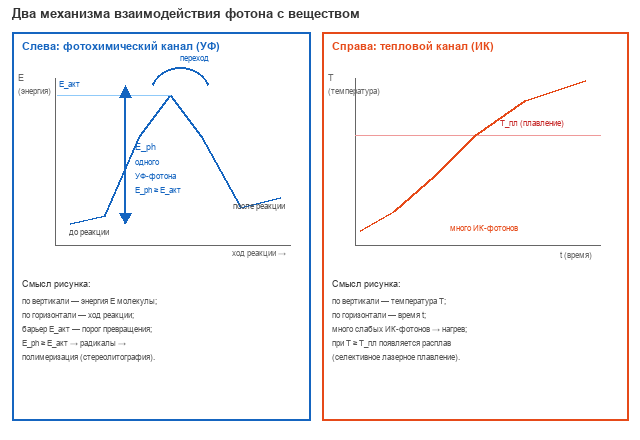 Два механизма взаимодействия фотона с веществом
Слева: фотохимический канал (УФ)
переход
E
(энергия)
E_акт
E_ph
одного
УФ-фотона
E_ph ≥ E_акт
до реакции
после реакции
ход реакции →
Смысл рисунка:
по вертикали — энергия E молекулы;
по горизонтали — ход реакции;
барьер E_акт — порог превращения;
E_ph ≥ E_акт → радикалы →
полимеризация (стереолитография).
Справа: тепловой канал (ИК)
T
(температура)
T_пл (плавление)
много ИК-фотонов
t (время)
Смысл рисунка:
по вертикали — температура T;
по горизонтали — время t;
много слабых ИК-фотонов → нагрев;
при T ≥ T_пл появляется расплав
(селективное лазерное плавление).